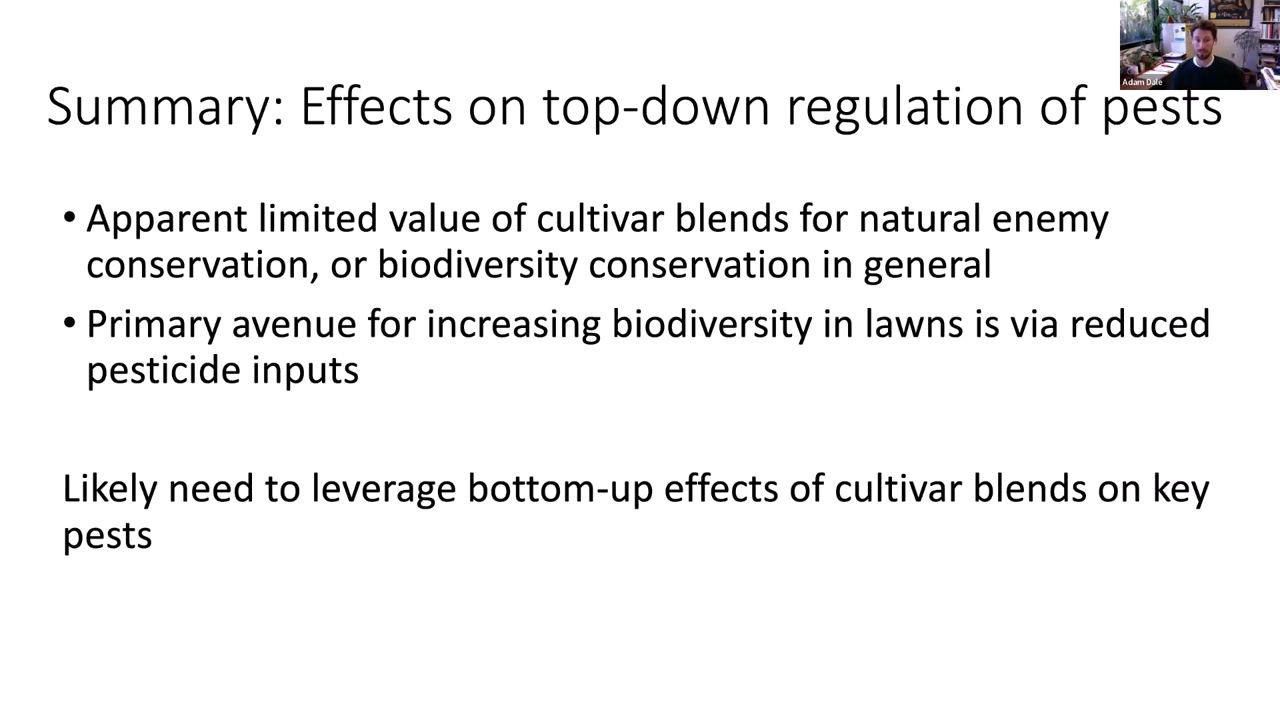 Adam Dale
Summary: Effects on top-down regulation of pests
• Apparent limited value of cultivar blends for natural enemy
conservation, or biodiversity conservation in general
• Primary avenue for increasing biodiversity in lawns is via reduced
pesticide inputs
Likely need to leverage bottom-up effects of cultivar blends on key
pests